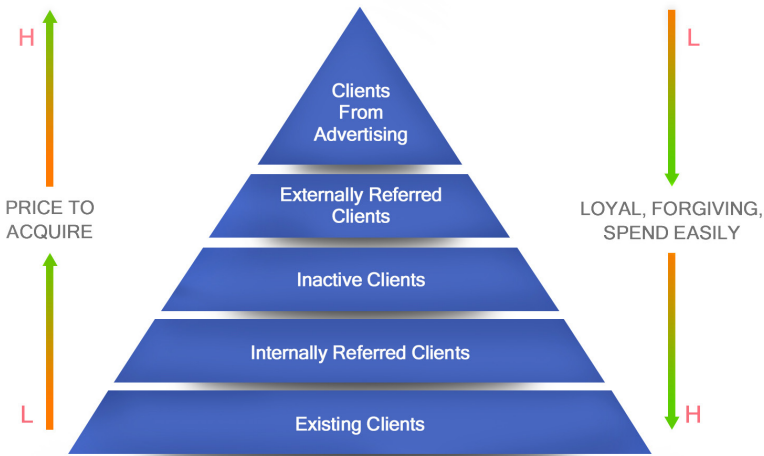 H
L
Clients
From
Advertising
Externally Referred
Clients
PRICE TO
ACQUIRE
LOYAL, FORGIVING,
SPEND EASILY
Inactive Clients
Internally Referred Clients
L
H
Existing Clients